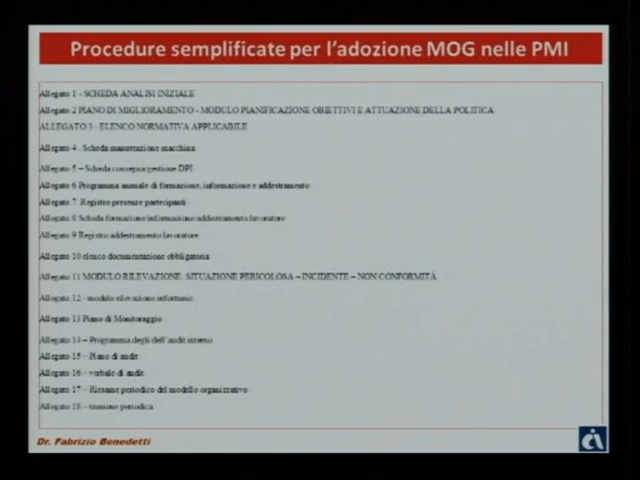 Procedure semplificate per l'adozione MOG nelle PMI
Allegato 1 - SCHEDA ANALISI INIZIALE
Allegato 2 PIANO DI MIGLIORAMENTO - MODULO PIANIFICAZIONE OBIETTIVI E ATTUAZIONE DELLA POLITICA
ALLEGATO 3 - ELENCO NORMATIVA APPLICABILE
Allegato 4 . Scheda manutenzione macchina
Allegato 5 – Scheda consegna/gestione DPI
Allegato 6 Programma annuale di formazione, informazione e addestramento
Allegato 7 Registro presenze partecipanti
Allegato 8 Scheda formazione/informazione/addestramento lavoratore
Allegato 9 Registro addestramento lavoratore
Allegato 10 elenco documentazione obbligatoria
Allegato 11 MODULO RILEVAZIONE SITUAZIONE PERICOLOSA – INCIDENTE – NON CONFORMITÀ
Allegato 12 - modulo rilevazione infortunio
Allegato 13 Piano di Monitoraggio
Allegato 14 – Programma degli dell'audit interno
Allegato 15 – Piano di audit
Allegato 16 – verbale di audit
Allegato 17 – Riesame periodico del modello organizzativo
Allegato 18 – riunione periodica
Dr. Fabrizio Benedetti